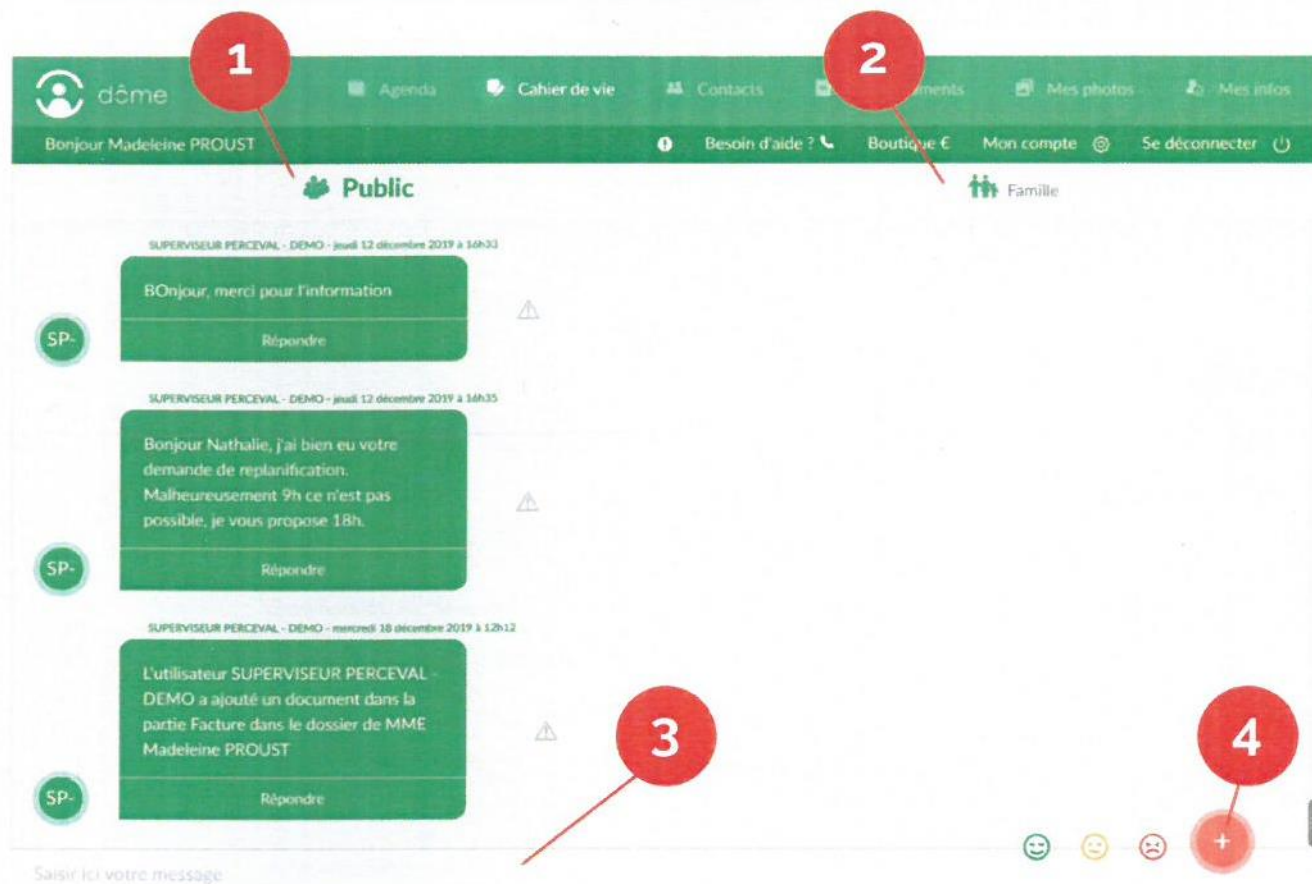 1
2
dôme
Agenda
Cahier de vie
Contacts
Mes photos
Mes infos
Bonjour Madeleine PROUST
Besoin d'aide ?
Boutique €
Mon compte
Se déconnecter
Public
Famille
SUPERVISEUR PERCEVAL - DEMO - jeudi 12 décembre 2019 à 16h33
BOnjour, merci pour l'information
SP-
Répondre
SUPERVISEUR PERCEVAL - DEMO - jeudi 12 décembre 2019 à 16h35
Bonjour Nathalie, j'ai bien eu votre
demande de replanification.
Malheureusement 9h ce n'est pas
possible, je vous propose 18h.
SP-
Répondre
SUPERVISEUR PERCEVAL - DEMO - mercredi 18 décembre 2019 à 12h12
L'utilisateur SUPERVISEUR PERCEVAL -
DEMO a ajouté un document dans la
partie Facture dans le dossier de MME
Madeleine PROUST
3
4
SP-
Répondre
+
Saisir ici votre message